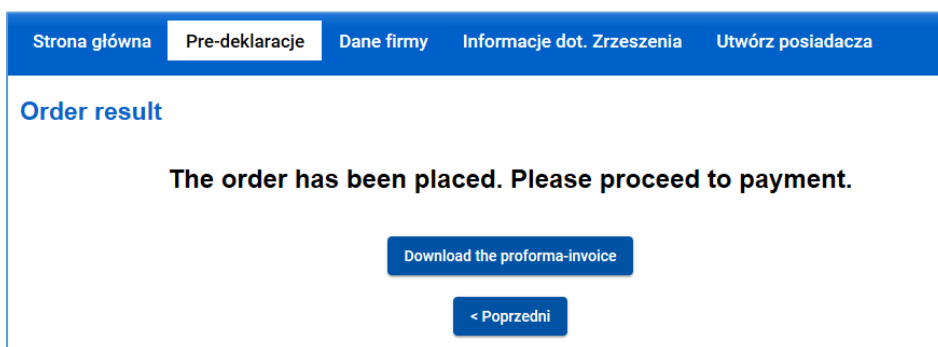 Strona główna Pre-deklaracje Dane firmy Informacje dot. Zrzeszenia Utwórz posiadacza
Order result
The order has been placed. Please proceed to payment.
Download the proforma-invoice
< Poprzedni